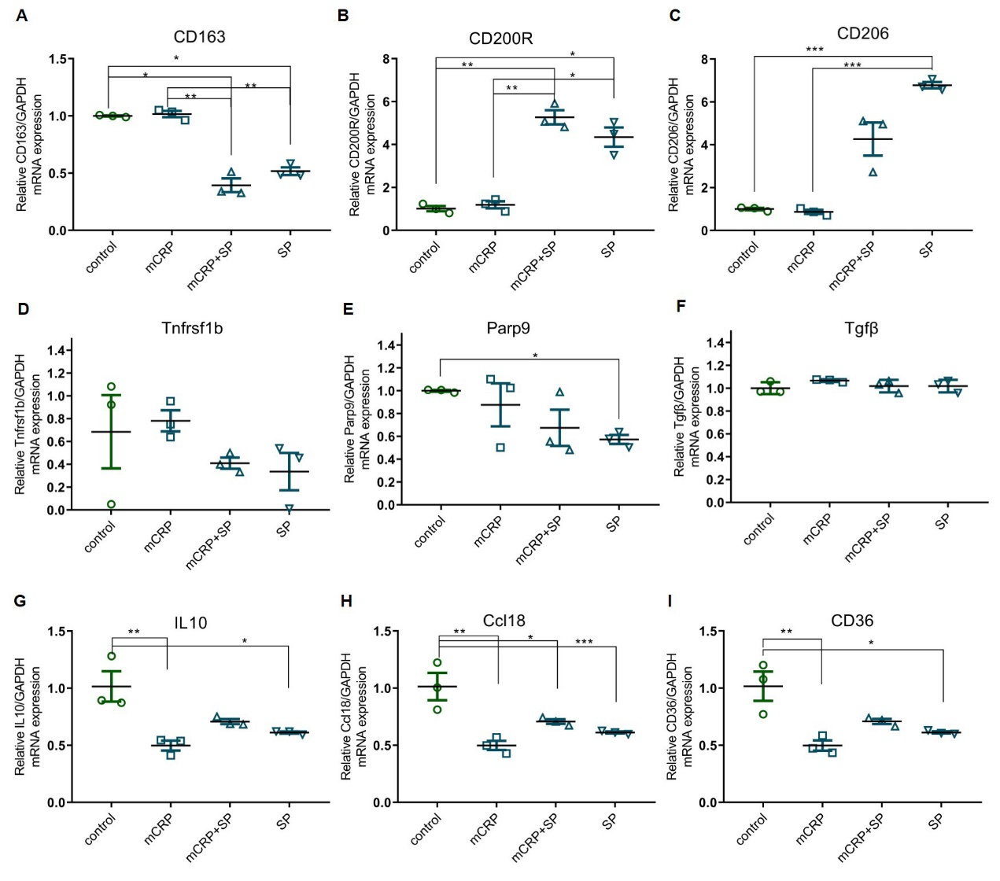 A
CD163
Relative CD163/GAPDH
mRNA expression
1.5
1.0
0.5
0.0
*
*
**
**
control
mCRP
mCRP+SP
SP
B
CD200R
Relative CD200R/GAPDH
mRNA expression
8
6
4
2
0
*
**
*
**
control
mCRP
mCRP+SP
SP
C
CD206
Relative CD206/GAPDH
mRNA expression
8
6
4
2
0
***
***
control
mCRP
mCRP+SP
SP
D
Tnfrsf1b
Relative Tnfrsf1b/GAPDH
mRNA expression
1.4
1.2
1.0
0.8
0.6
0.4
0.2
0.0
control
mCRP
mCRP+SP
SP
E
Parp9
Relative Parp9/GAPDH
mRNA expression
1.4
1.2
1.0
0.8
0.6
0.4
0.2
0.0
*
control
mCRP
mCRP+SP
SP
F
Tgfβ
Relative Tgfβ/GAPDH
mRNA expression
1.4
1.2
1.0
0.8
0.6
0.4
0.2
0.0
control
mCRP
mCRP+SP
SP
G
IL10
Relative IL10/GAPDH
mRNA expression
1.5
1.0
0.5
0.0
**
*
control
mCRP
mCRP+SP
SP
H
Ccl18
Relative Ccl18/GAPDH
mRNA expression
1.5
1.0
0.5
0.0
**
*
***
control
mCRP
mCRP+SP
SP
I
CD36
Relative CD36/GAPDH
mRNA expression
1.5
1.0
0.5
0.0
**
*
control
mCRP
mCRP+SP
SP